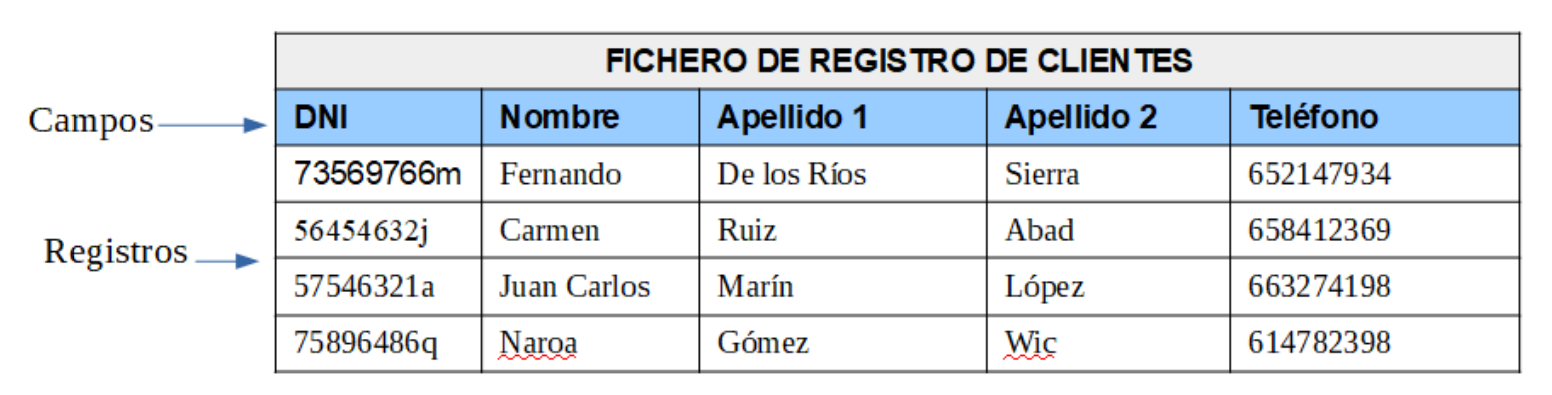 FICHERO DE REGISTRO DE CLIENTES
Campos DNI Nombre Apellido 1 Apellido 2 Teléfono
73569766m Fernando De los Ríos Sierra 652147934
56454632j Carmen Ruiz Abad 658412369
Registros
57546321a Juan Carlos Marín López 663274198
75896486q Naroa Gómez Wic 614782398